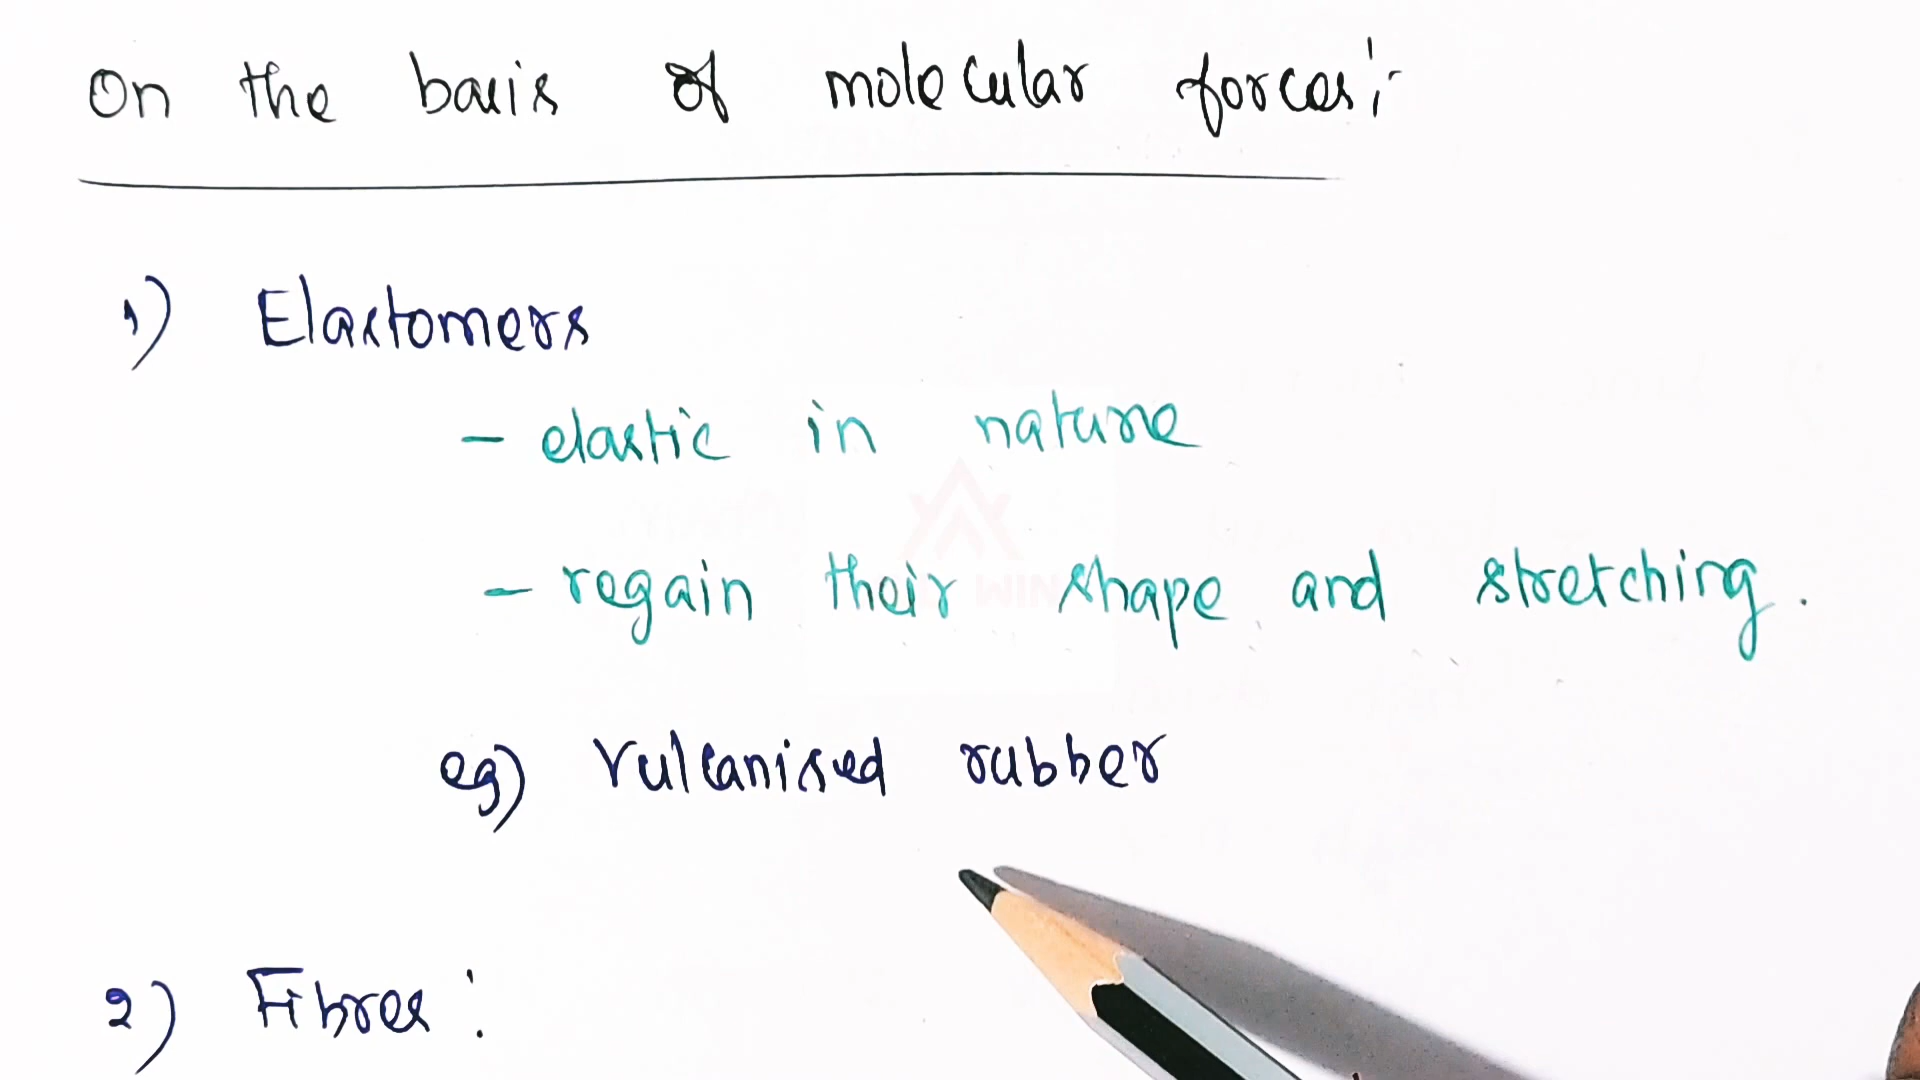 On the basis of molecular forces:-
1) Elastomers
- elastic in nature
- regain their shape and stretching.
eg) Vulcanised rubber
2) Fibres :
WIN